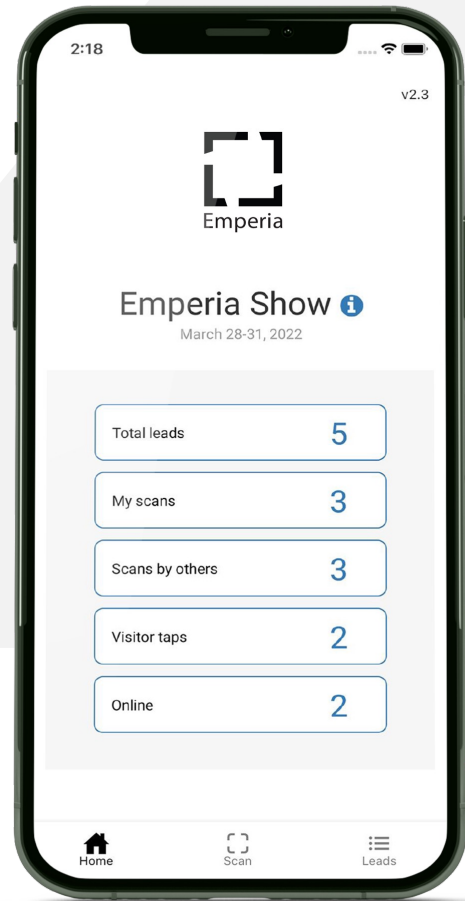 2:18
v2.3
Emperia
Emperia Show
March 28-31, 2022
Total leads 5
My scans 3
Scans by others 3
Visitor taps 2
Online 2
Home Scan Leads